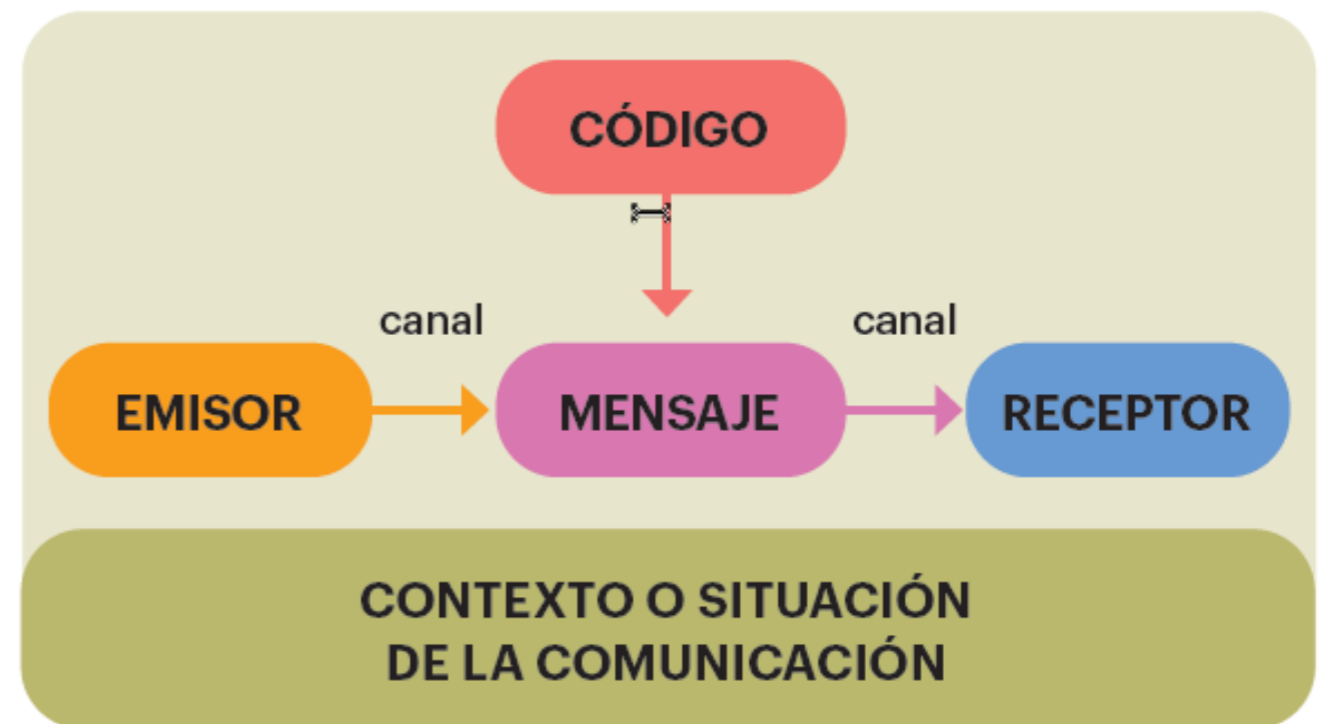 CÓDIGO
canal
canal
EMISOR
MENSAJE
RECEPTOR
CONTEXTO O SITUACIÓN
DE LA COMUNICACIÓN